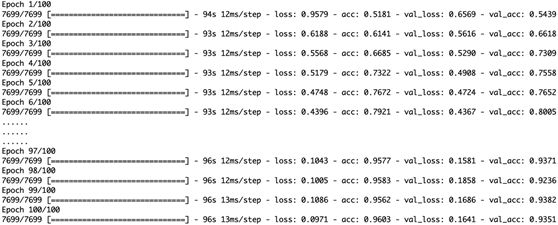 Epoch 1/100
7699/7699 [==============================] - 94s 12ms/step - loss: 0.9579 - acc: 0.5181 - val_loss: 0.6569 - val_acc: 0.5439
Epoch 2/100
7699/7699 [==============================] - 93s 12ms/step - loss: 0.6188 - acc: 0.6141 - val_loss: 0.5616 - val_acc: 0.6618
Epoch 3/100
7699/7699 [==============================] - 93s 12ms/step - loss: 0.5568 - acc: 0.6685 - val_loss: 0.5290 - val_acc: 0.7309
Epoch 4/100
7699/7699 [==============================] - 93s 12ms/step - loss: 0.5179 - acc: 0.7322 - val_loss: 0.4908 - val_acc: 0.7558
Epoch 5/100
7699/7699 [==============================] - 93s 12ms/step - loss: 0.4748 - acc: 0.7672 - val_loss: 0.4724 - val_acc: 0.7652
Epoch 6/100
7699/7699 [==============================] - 93s 12ms/step - loss: 0.4396 - acc: 0.7921 - val_loss: 0.4367 - val_acc: 0.8005
......
......
......
Epoch 97/100
7699/7699 [==============================] - 96s 12ms/step - loss: 0.1043 - acc: 0.9577 - val_loss: 0.1581 - val_acc: 0.9371
Epoch 98/100
7699/7699 [==============================] - 96s 12ms/step - loss: 0.1005 - acc: 0.9583 - val_loss: 0.1858 - val_acc: 0.9236
Epoch 99/100
7699/7699 [==============================] - 96s 13ms/step - loss: 0.1086 - acc: 0.9562 - val_loss: 0.1686 - val_acc: 0.9382
Epoch 100/100
7699/7699 [==============================] - 96s 13ms/step - loss: 0.0971 - acc: 0.9603 - val_loss: 0.1641 - val_acc: 0.9351